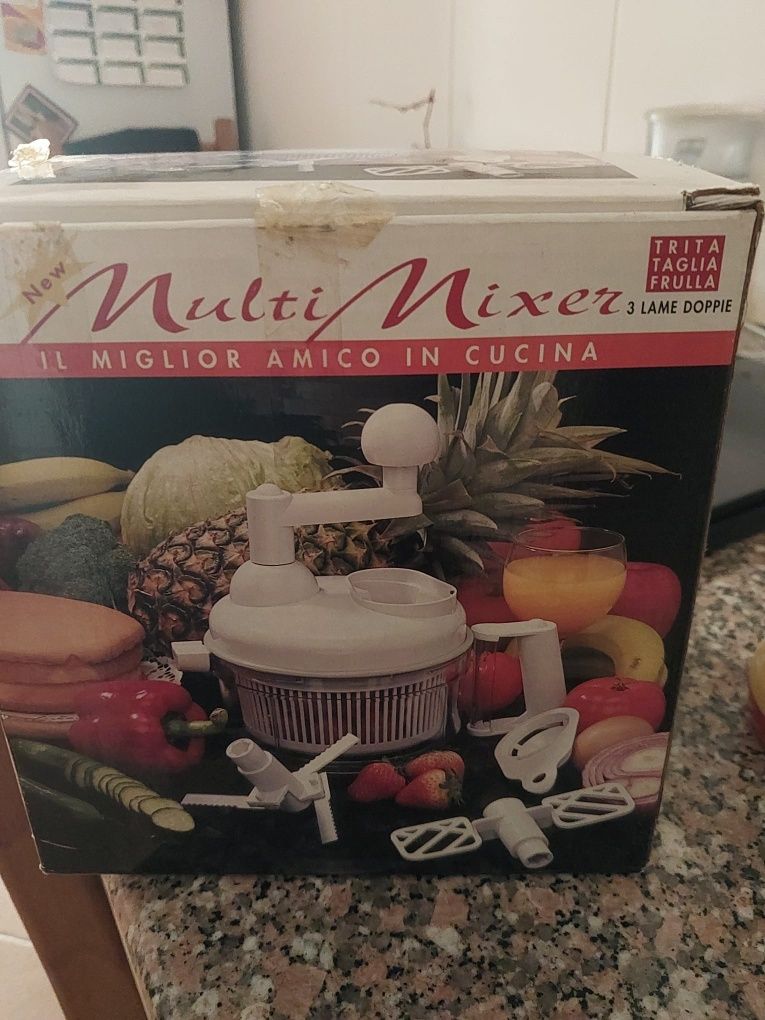 New
Multi Mixer
TRITA
TAGLIA
FRULLA
3 LAME DOPPIE
IL MIGLIOR AMICO IN CUCINA